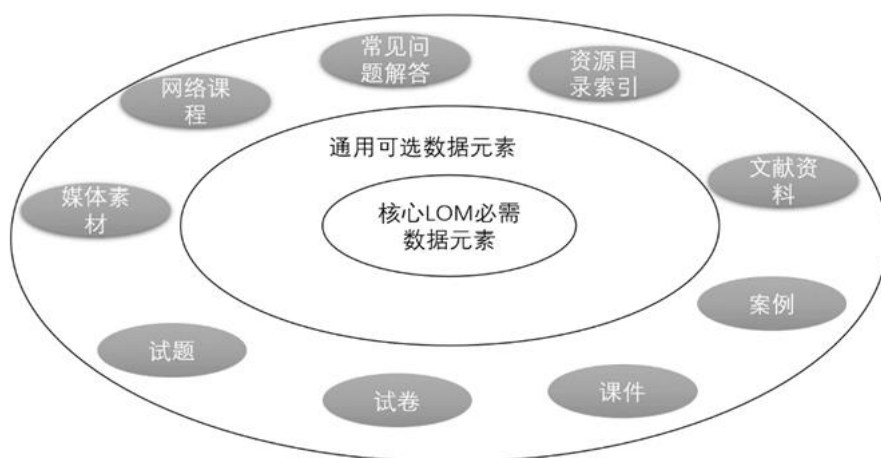 常见问
题解答
资源目
录索引
网络课
程
通用可选数据元素
文献资
料
媒体素
材
核心LOM必需
数据元素
案例
试题
课件
试卷